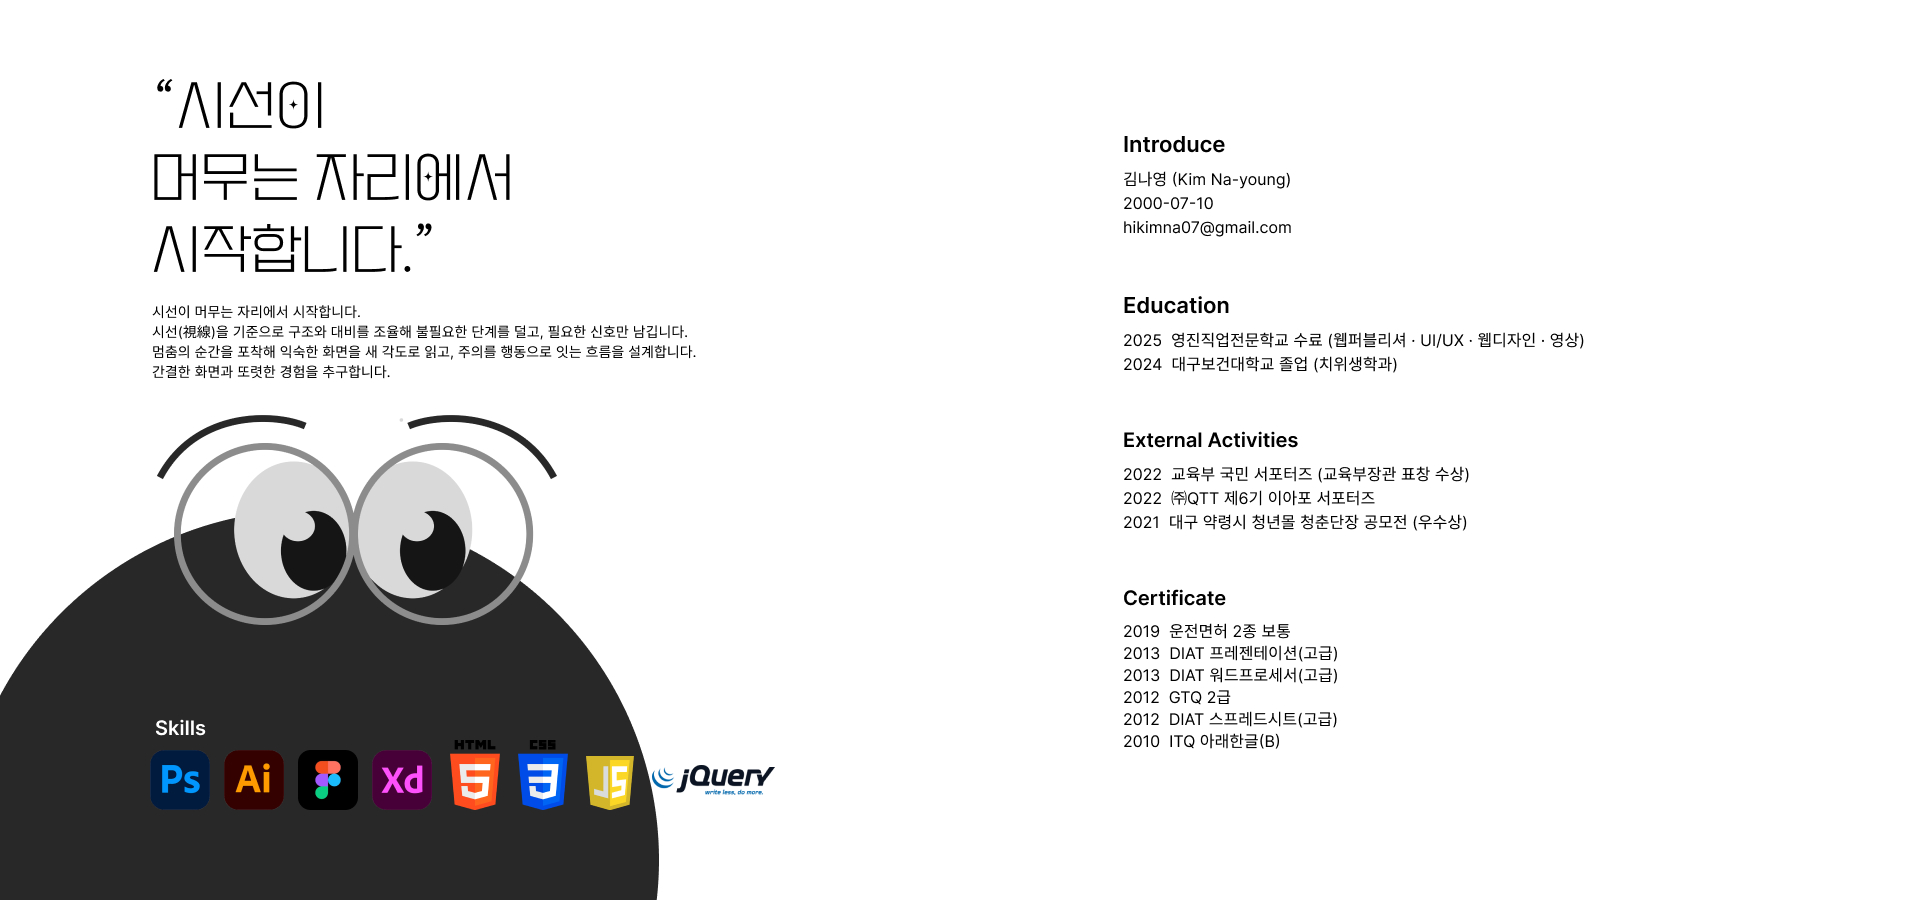 “시선이
머무는 자리에서
시작합니다.”
시선이 머무는 자리에서 시작합니다.
시선(視線)을 기준으로 구조와 대비를 조율해 불필요한 단계를 덜고, 필요한 신호만 남깁니다.
멈춤의 순간을 포착해 익숙한 화면을 새 각도로 읽고, 주의를 행동으로 잇는 흐름을 설계합니다.
간결한 화면과 또렷한 경험을 추구합니다.
Skills
Ps
Ai
Xd
HTML
5
CSS
3
JS
jQuery
write less, do more.
Introduce
김나영 (Kim Na-young)
2000-07-10
hikimna07@gmail.com
Education
2025 영진직업전문학교 수료 (웹퍼블리셔 · UI/UX · 웹디자인 · 영상)
2024 대구보건대학교 졸업 (치위생학과)
External Activities
2022 교육부 국민 서포터즈 (교육부장관 표창 수상)
2022 ㈜QTT 제6기 이아포 서포터즈
2021 대구 약령시 청년몰 청춘단장 공모전 (우수상)
Certificate
2019 운전면허 2종 보통
2013 DIAT 프레젠테이션(고급)
2013 DIAT 워드프로세서(고급)
2012 GTQ 2급
2012 DIAT 스프레드시트(고급)
2010 ITQ 아래한글(B)